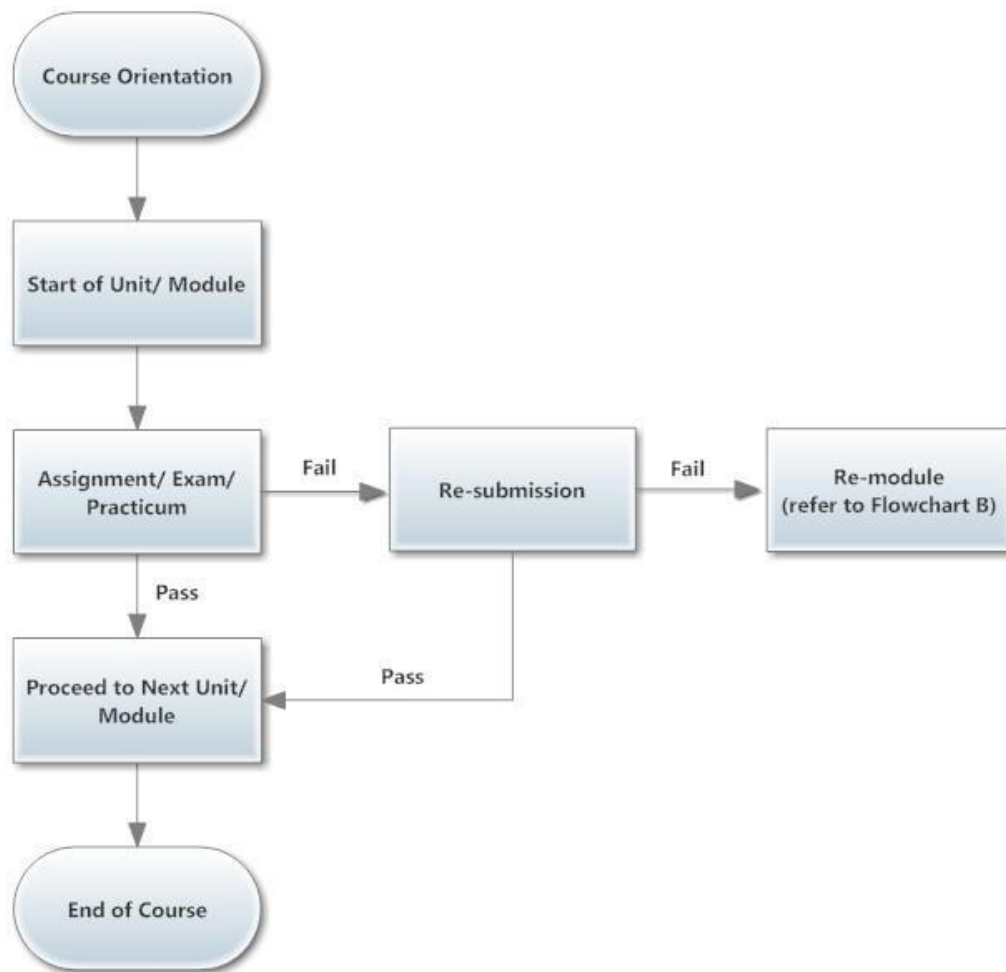 Course Orientation
Start of Unit/ Module
Assignment/ Exam/
Practicum
Fail
Re-submission
Fail
Re-module
(refer to Flowchart B)
Pass
Proceed to Next Unit/
Module
Pass
End of Course